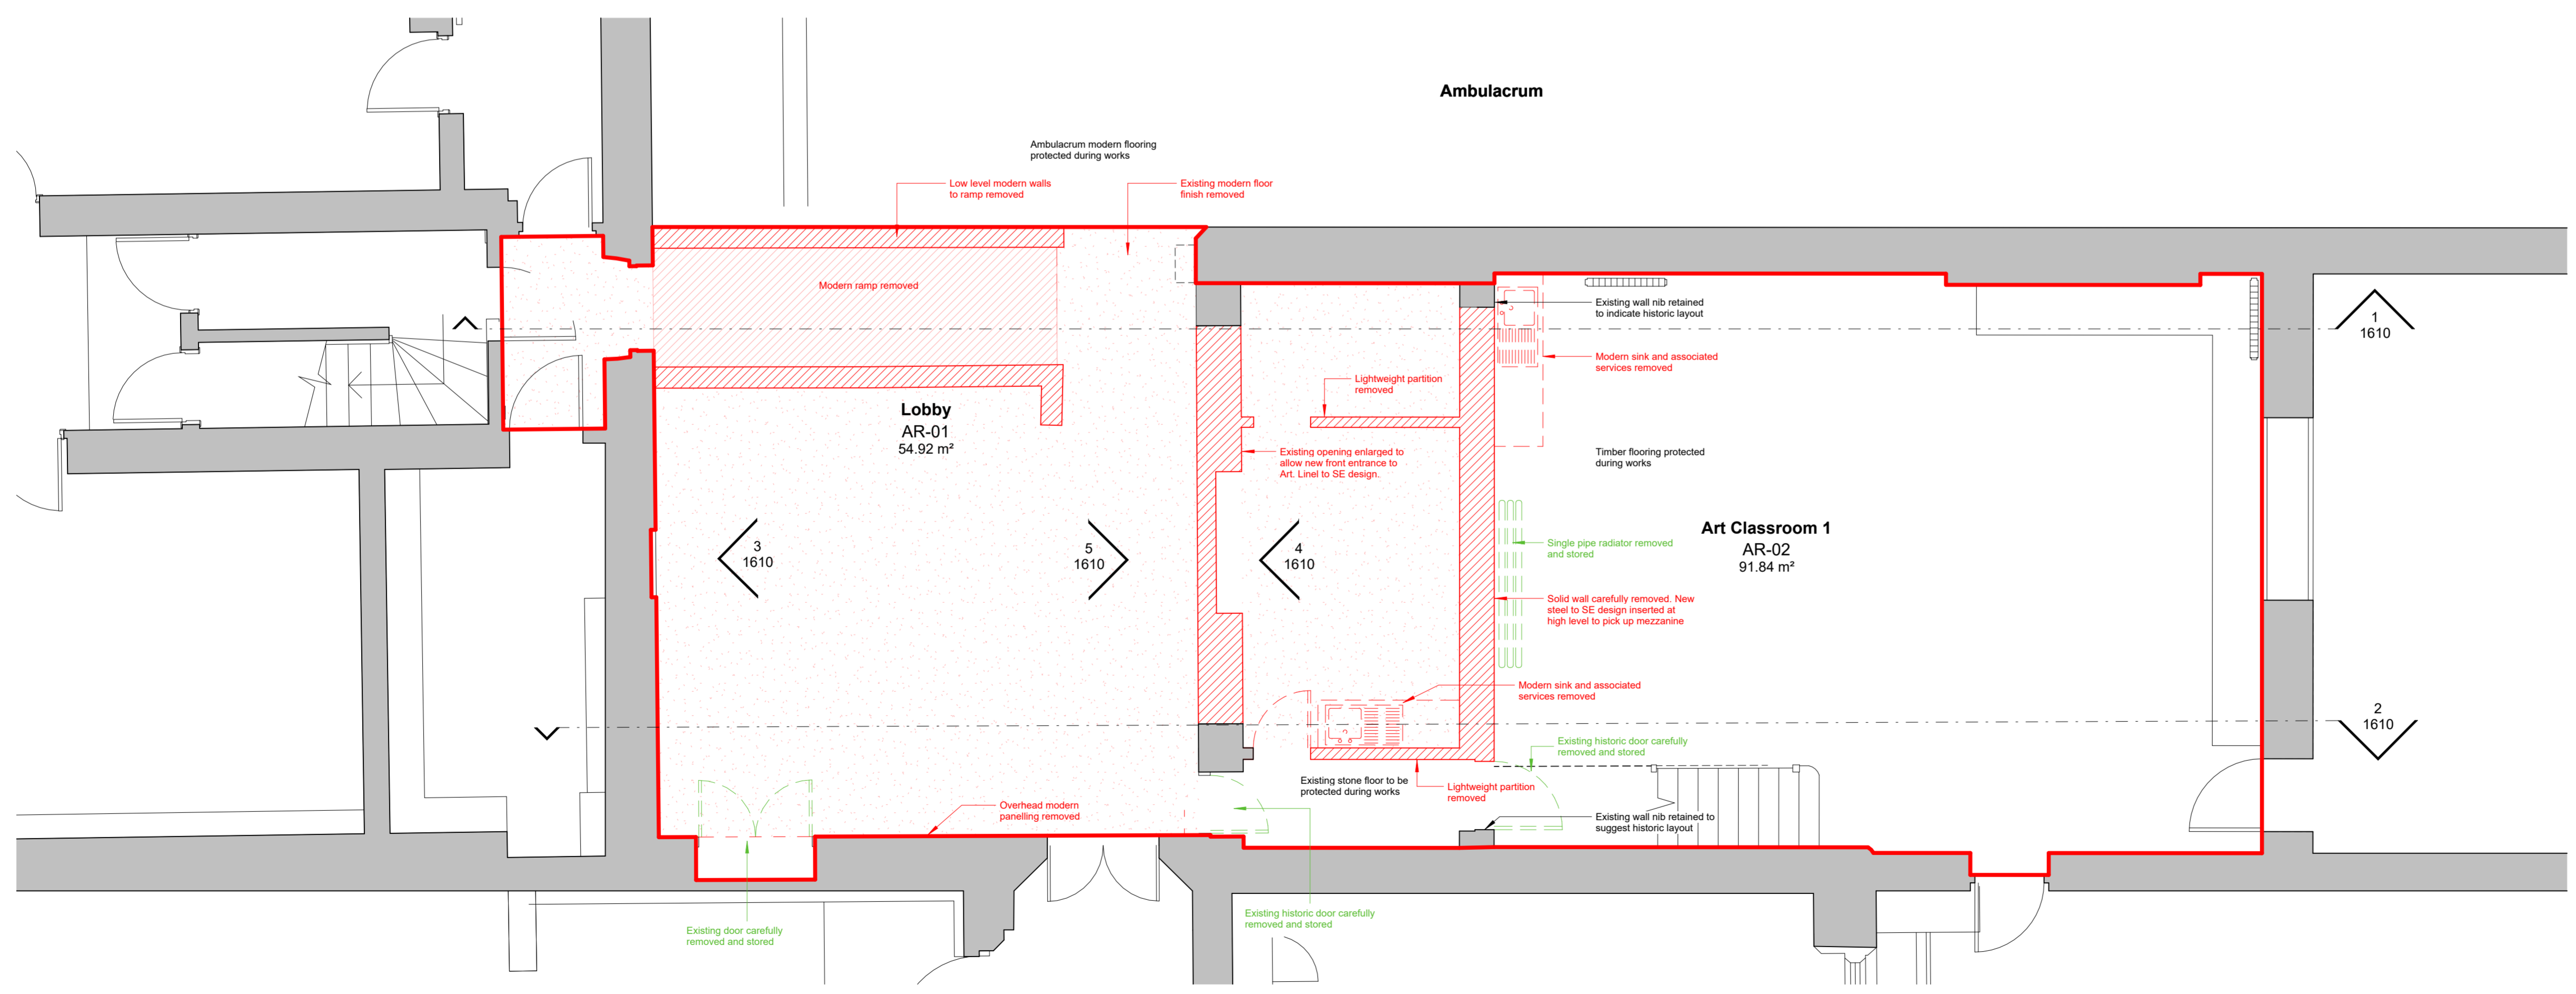 Ambulacrum
Ambulacrum modern flooring
protected during works
Low level modern walls
to ramp removed
Existing modern floor
finish removed
Modern ramp removed
Existing wall nib retained
to indicate historic layout
1
1610
Modern sink and associated
services removed
Lightweight partition
removed
Lobby
AR-01
54.92 m²
Existing opening enlarged to
allow new front entrance to
Art. Linel to SE design.
Timber flooring protected
during works
Art Classroom 1
AR-02
91.84 m²
Single pipe radiator removed
and stored
3
1610
5
1610
4
1610
Solid wall carefully removed. New
steel to SE design inserted at
high level to pick up mezzanine
Modern sink and associated
services removed
2
1610
Existing historic door carefully
removed and stored
Existing stone floor to be
protected during works
Lightweight partition
removed
Overhead modern
panelling removed
Existing wall nib retained to
suggest historic layout
Existing historic door carefully
removed and stored
Existing door carefully
removed and stored